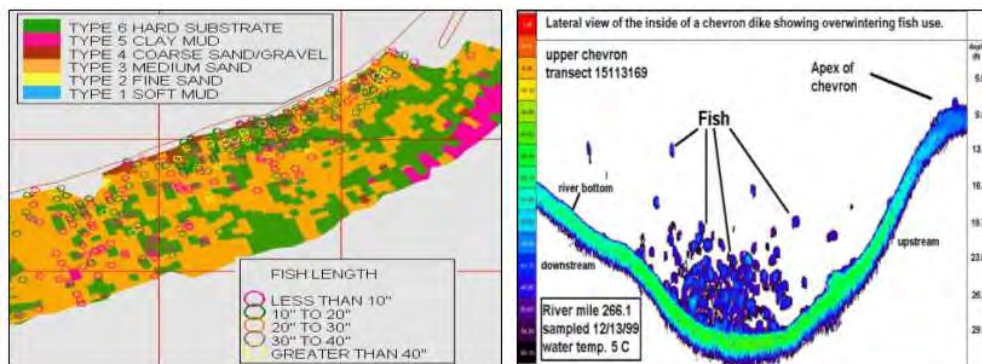 TYPE 6 HARD SUBSTRATE
TYPE 5 CLAY MUD
TYPE 4 COARSE SAND/GRAVEL
TYPE 3 MEDIUM SAND
TYPE 2 FINE SAND
TYPE 1 SOFT MUD
FISH LENGTH
LESS THAN 10"
10" TO 20"
20" TO 30"
30" TO 40"
GREATER THAN 40"
Lateral view of the inside of a chevron dike showing overwintering fish use.
upper chevron
transect 15113169
Apex of
chevron
Fish
river bottom
downstream
upstream
River mile 266.1
sampled 12/13/99
water temp. 5 C